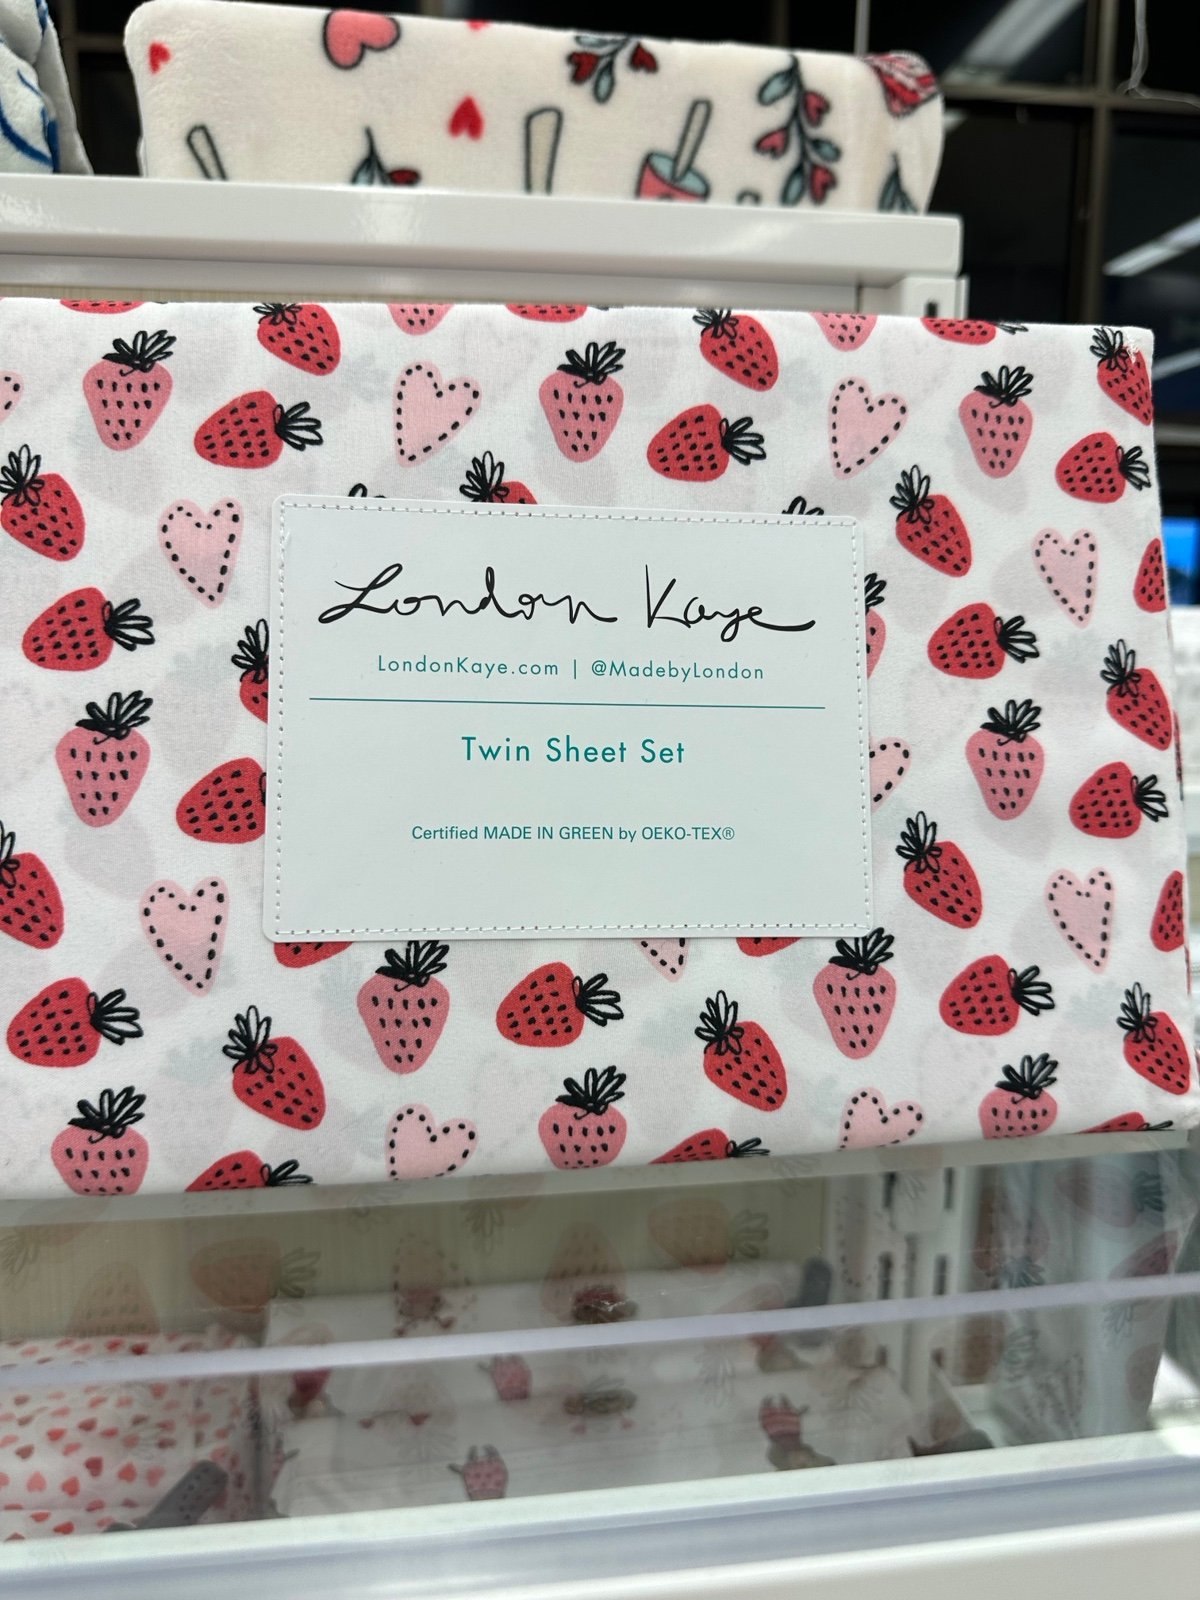 London Kaye
LondonKaye.com | @MadebyLondon
Twin Sheet Set
Certified MADE IN GREEN by OEKO-TEX®